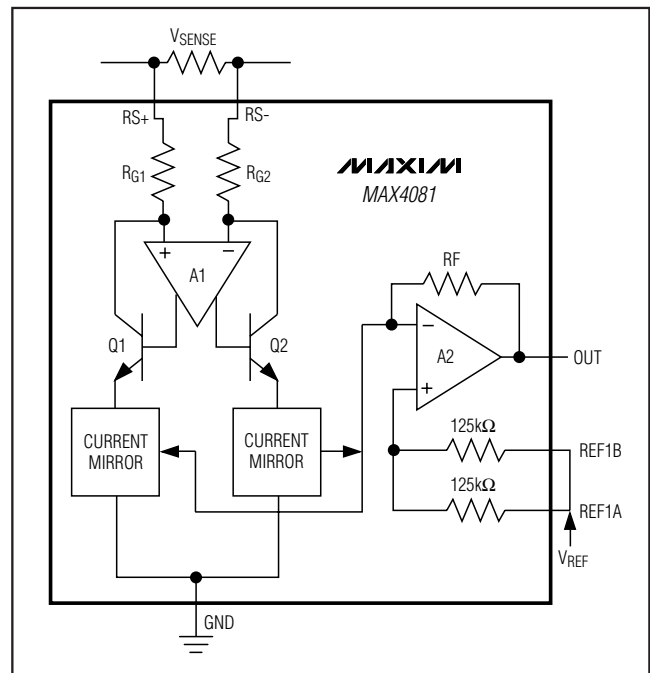 VSENSE
RS+ RS-
RG1 RG2
MAXIM
MAX4081
+ −
A1
RF
Q1 Q2
−
A2
+
OUT
CURRENT MIRROR
CURRENT MIRROR
125kΩ
REF1B
125kΩ
REF1A
VREF
GND